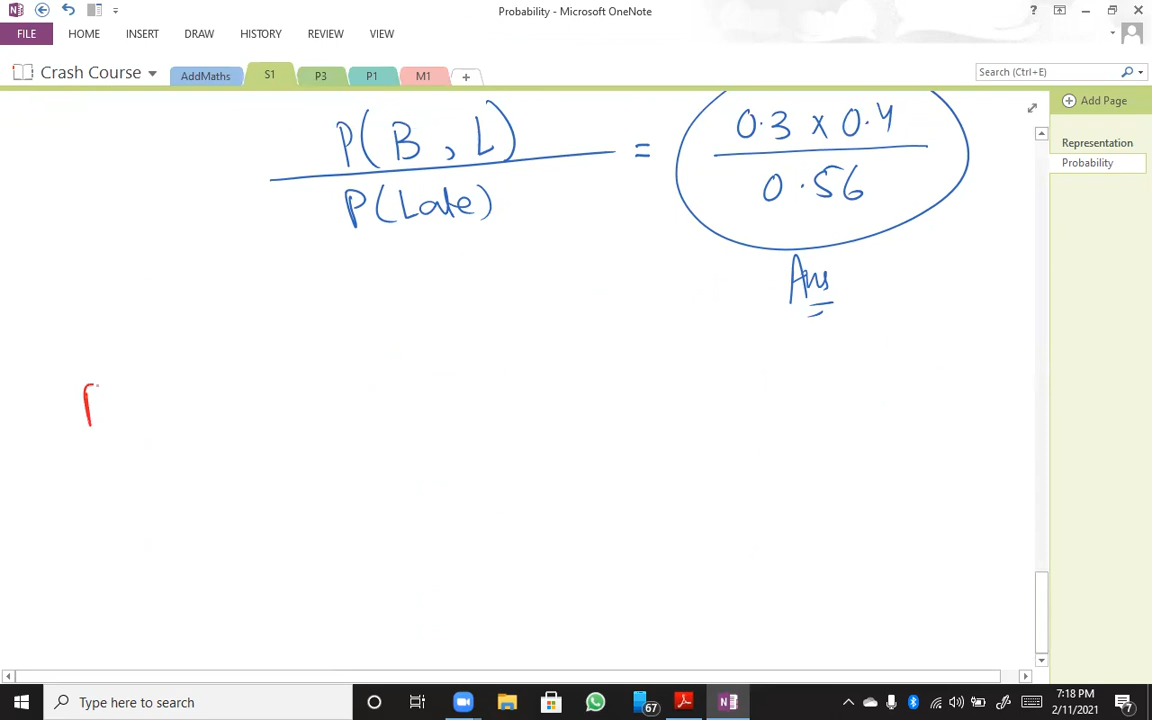 Probability - Microsoft OneNote
?
FILE HOME INSERT DRAW HISTORY REVIEW VIEW
Crash Course AddMaths S1 P3 P1 M1 +
Search (Ctrl+E)
Add Page
Representation
Probability
P(B, L) = 0.3 x 0.4
P(Late) 0.56
Ans
Type here to search
67
7:18 PM
2/11/2021
7